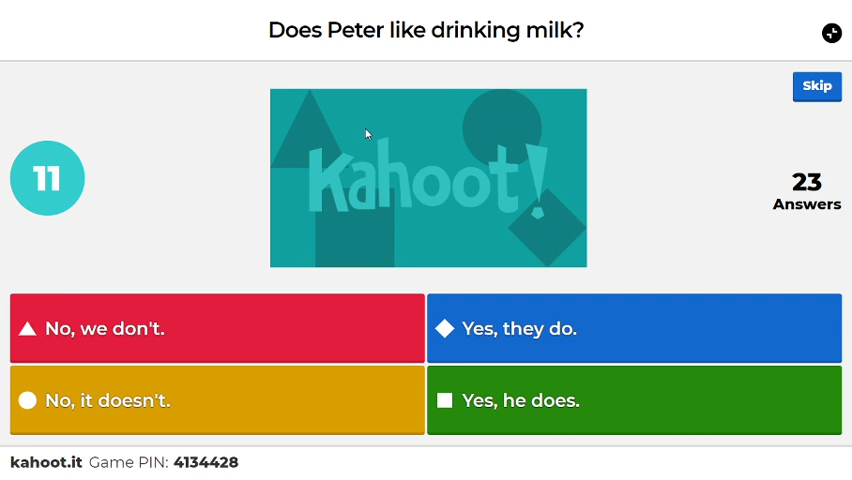 Does Peter like drinking milk?
Skip
Kahoot!
11
23
Answers
No, we don't.
Yes, they do.
No, it doesn't.
Yes, he does.
kahoot.it Game PIN: 4134428